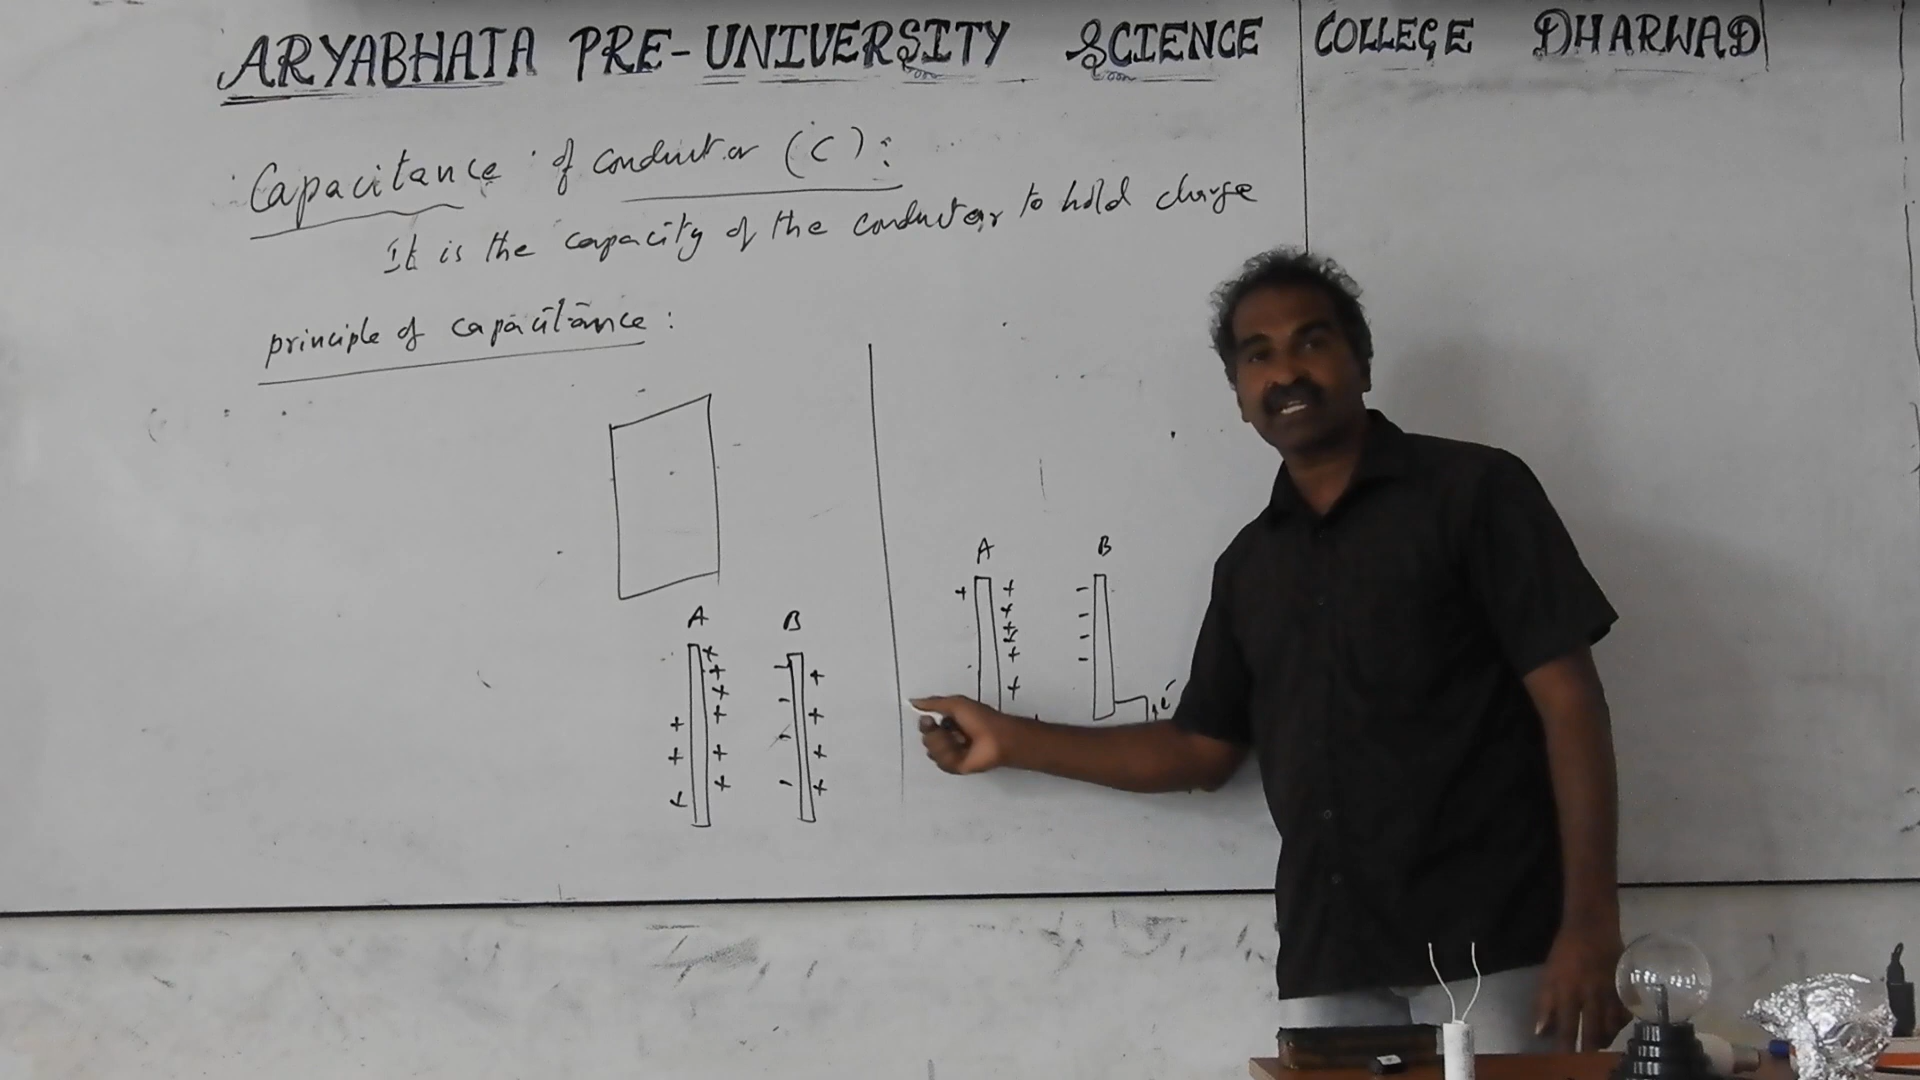 ARYABHATA PRE-UNIVERSITY SCIENCE COLLEGE DHARWAD
Capacitance of conductor (C):
It is the capacity of the conductor to hold charge
principle of capacitance:
A B
+ + + + + + - - - -
A B
+ + + + + + + + + - - - - + + + +
e-